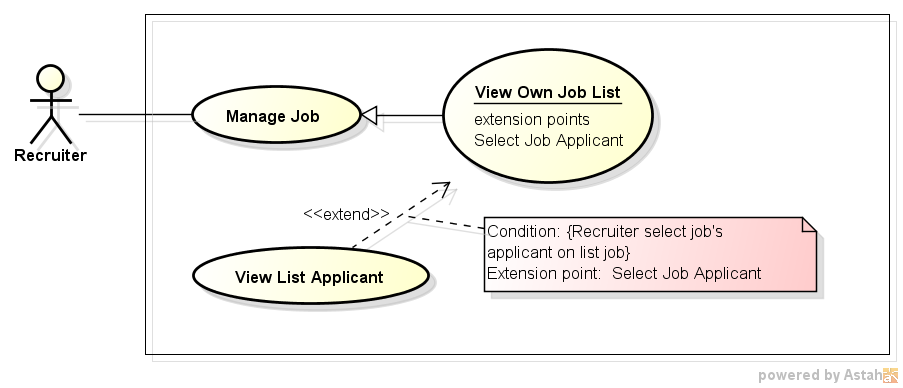 View Own Job List
Manage Job
extension points
Select Job Applicant
Recruiter
<<extend>>
Condition: {Recruiter select job's
applicant on list job}
Extension point:  Select Job Applicant
View List Applicant
powered by Astah